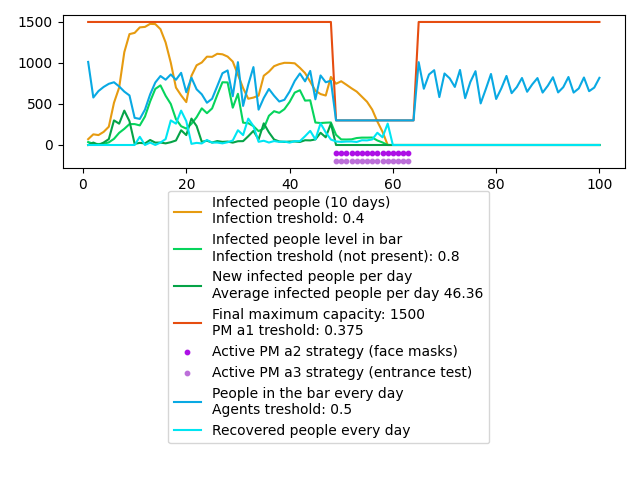 1500
1000
500
0
0 20 40 60 80 100
Infected people (10 days)
Infection treshold: 0.4
Infected people level in bar
Infection treshold (not present): 0.8
New infected people per day
Average infected people per day 46.36
Final maximum capacity: 1500
PM a1 treshold: 0.375
Active PM a2 strategy (face masks)
Active PM a3 strategy (entrance test)
People in the bar every day
Agents treshold: 0.5
Recovered people every day